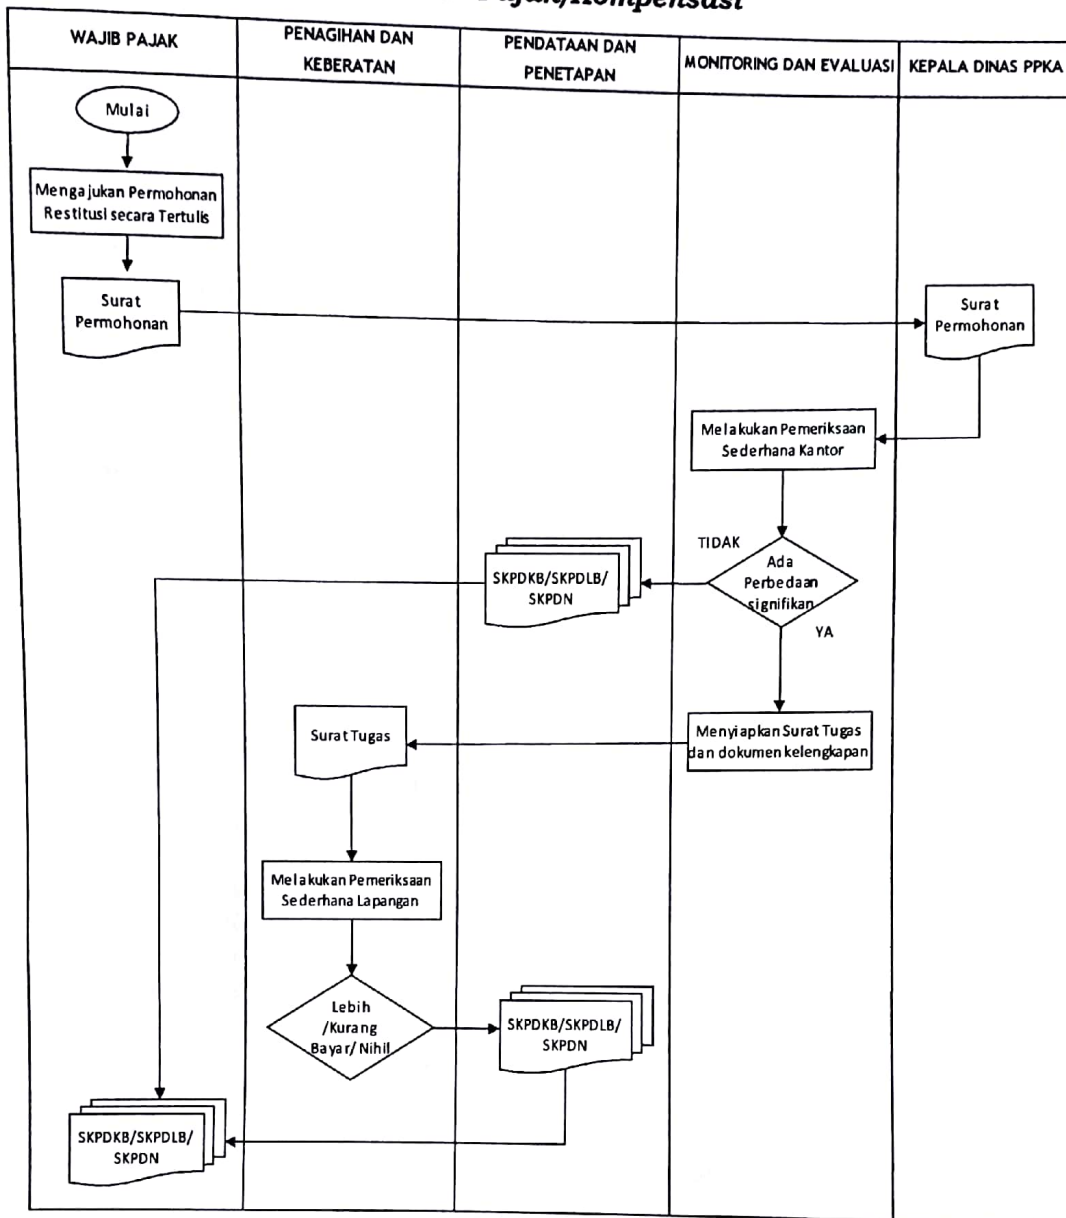 Pajak/Kompensasi
WAJIB PAJAK
PENAGIHAN DAN
KEBERATAN
PENDATAAN DAN
PENETAPAN
MONITORING DAN EVALUASI
KEPALA DINAS PPKA
Mulai
Mengajukan Permohonan
Restitusi secara Tertulis
Surat
Permohonan
Surat
Permohonan
Melakukan Pemeriksaan
Sederhana Kantor
TIDAK
Ada
Perbedaan
signifikan
YA
SKPDKB/SKPDLB/
SKPDN
Menyiapkan Surat Tugas
dan dokumen kelengkapan
Surat Tugas
Melakukan Pemeriksaan
Sederhana Lapangan
Lebih
/Kurang
Bayar/ Nihil
SKPDKB/SKPDLB/
SKPDN
SKPDKB/SKPDLB/
SKPDN